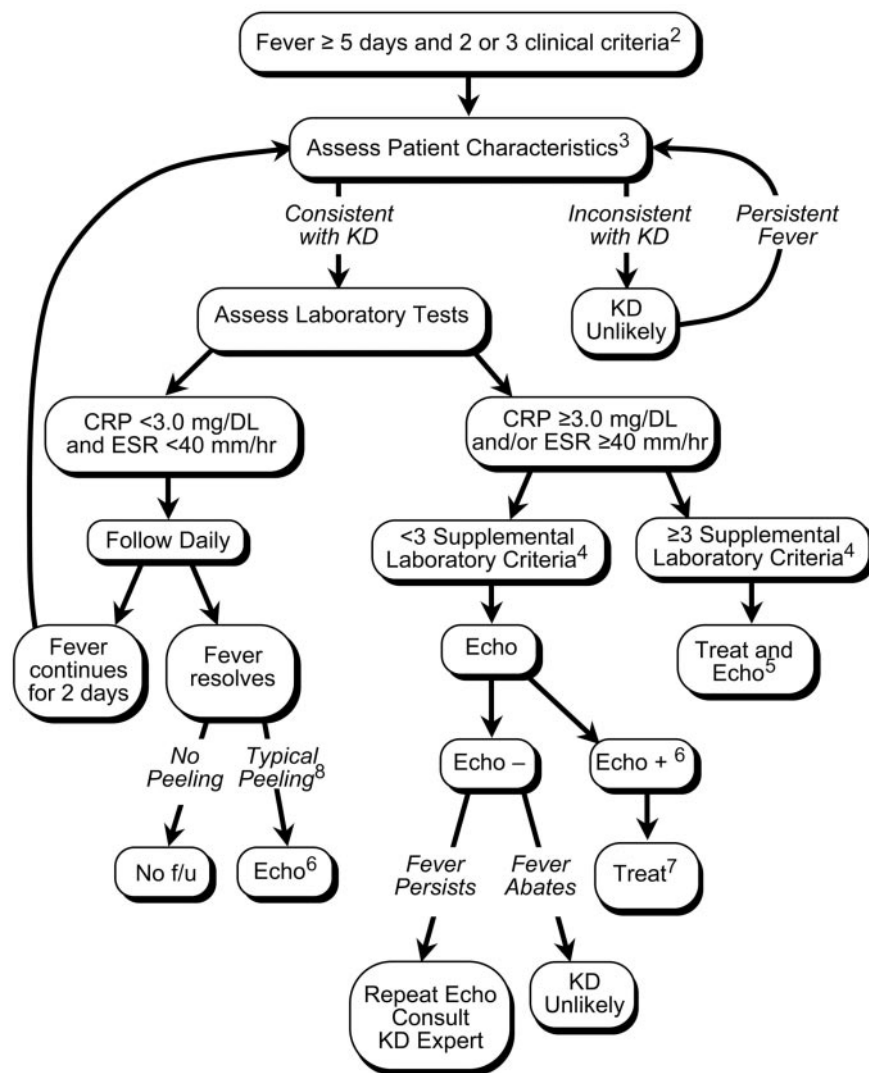 Fever ≥ 5 days and 2 or 3 clinical criteria2
Assess Patient Characteristics3
Consistent
with KD
Inconsistent
with KD
Persistent
Fever
Assess Laboratory Tests
KD
Unlikely
CRP <3.0 mg/DL
and ESR <40 mm/hr
CRP ≥3.0 mg/DL
and/or ESR ≥40 mm/hr
Follow Daily
<3 Supplemental
Laboratory Criteria4
≥3 Supplemental
Laboratory Criteria4
Fever
continues
for 2 days
Fever
resolves
Echo
Treat and
Echo5
No
Peeling
Typical
Peeling8
Echo –
Echo + 6
No f/u
Echo6
Fever
Persists
Fever
Abates
Treat7
Repeat Echo
Consult
KD Expert
KD
Unlikely